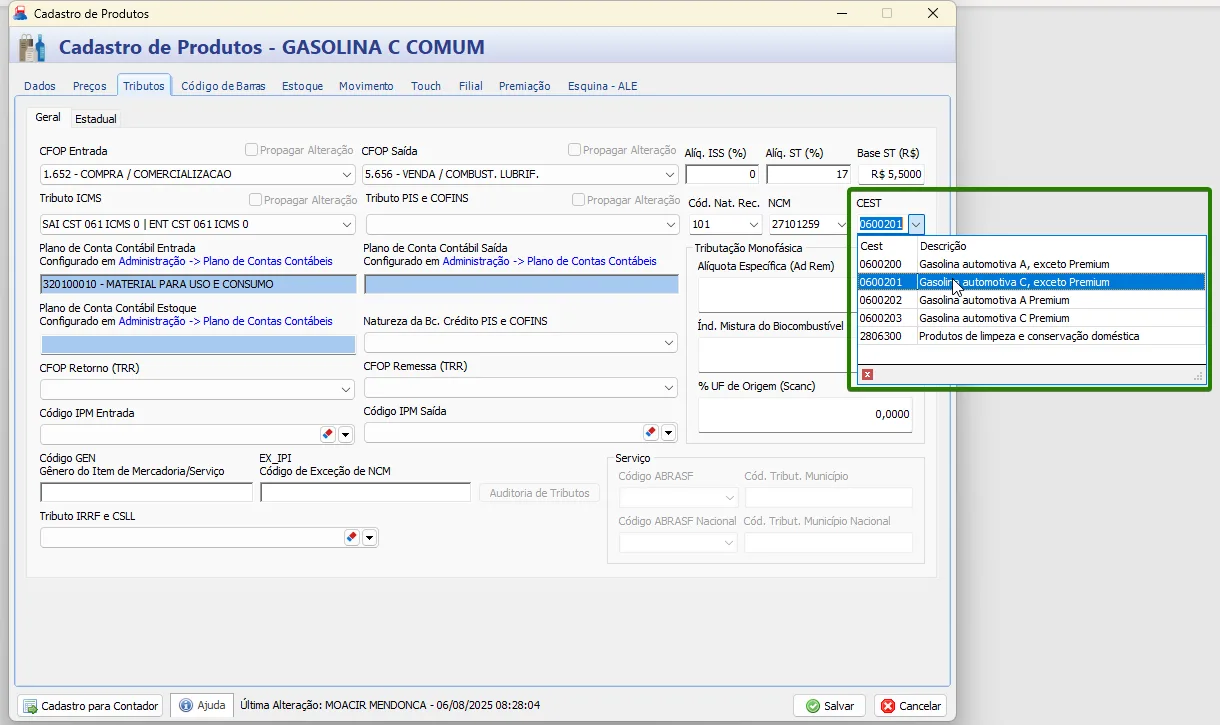 Cadastro de Produtos
Cadastro de Produtos - GASOLINA C COMUM
Dados Preços Tributos Código de Barras Estoque Movimento Touch Filial Premiação Esquina - ALE
Geral Estadual
CFOP Entrada Propagar Alteração CFOP Saída Propagar Alteração Alíq. ISS (%) Alíq. ST (%) Base ST (R$)
1.652 - COMPRA / COMERCIALIZACAO 5.656 - VENDA / COMBUST. LUBRIF. 0 17 R$ 5,5000
Tributo ICMS Propagar Alteração Tributo PIS e COFINS Propagar Alteração Cód. Nat. Rec. NCM CEST
SAI CST 061 ICMS 0 | ENT CST 061 ICMS 0 101 27101259 0600201
Plano de Conta Contábil Entrada Plano de Conta Contábil Saída Tributação Monofásica Cest Descrição
Configurado em Administração -> Plano de Contas Contábeis Configurado em Administração -> Plano de Contas Contábeis Alíquota Específica (Ad Rem) 0600200 Gasolina automotiva A, exceto Premium
320100010 - MATERIAL PARA USO E CONSUMO 0600201 Gasolina automotiva C, exceto Premium
0600202 Gasolina automotiva A Premium
Plano de Conta Contábil Estoque
Configurado em Administração -> Plano de Contas Contábeis Natureza da Bc. Crédito PIS e COFINS Índ. Mistura do Biocombustível 0600203 Gasolina automotiva C Premium
2806300 Produtos de limpeza e conservação doméstica
CFOP Retorno (TRR) CFOP Remessa (TRR) % UF de Origem (Scanc)
0,0000
Código IPM Entrada Código IPM Saída
Código GEN EX_IPI Serviço
Gênero do Item de Mercadoria/Serviço Código de Exceção de NCM Código ABRASF Cód. Tribut. Município
Auditoria de Tributos
Tributo IRRF e CSLL Código ABRASF Nacional Cód. Tribut. Município Nacional
Cadastro para Contador Ajuda Última Alteração: MOACIR MENDONCA - 06/08/2025 08:28:04 Salvar Cancelar